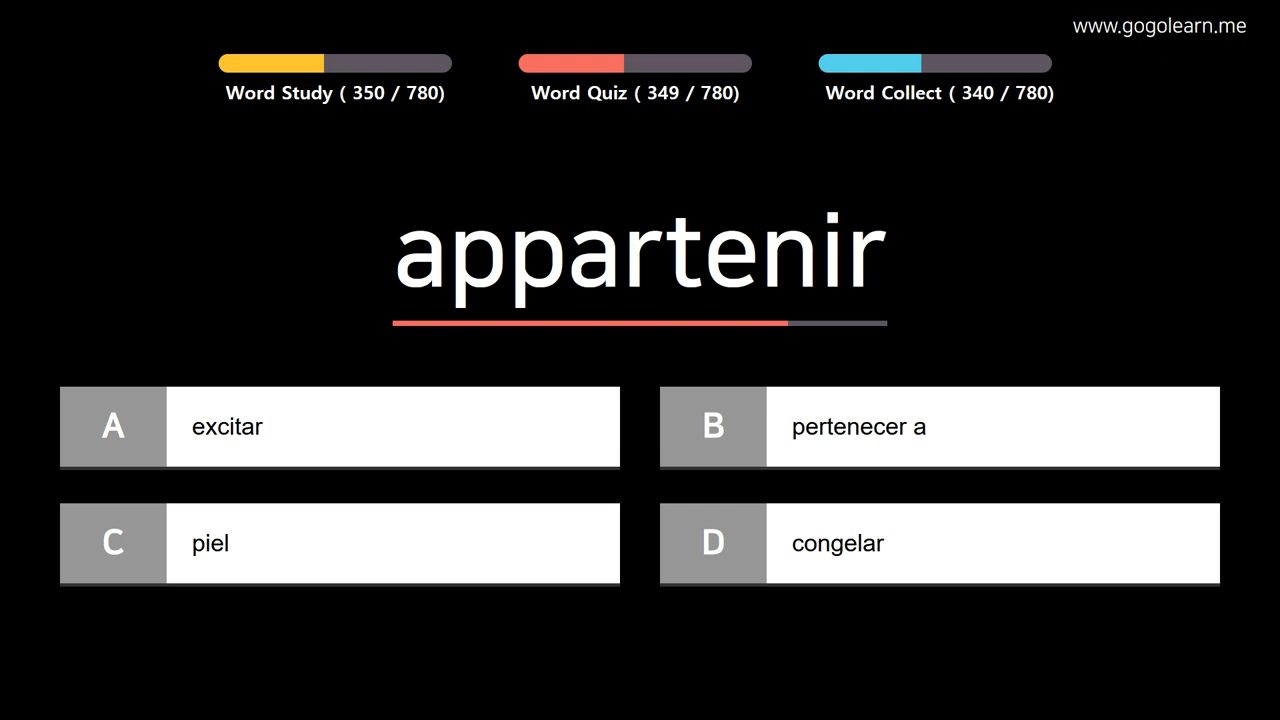 www.gogolearn.me
Word Study ( 350 / 780)
Word Quiz ( 349 / 780)
Word Collect ( 340 / 780)
appartenir
A excitar
B pertenecer a
C piel
D congelar